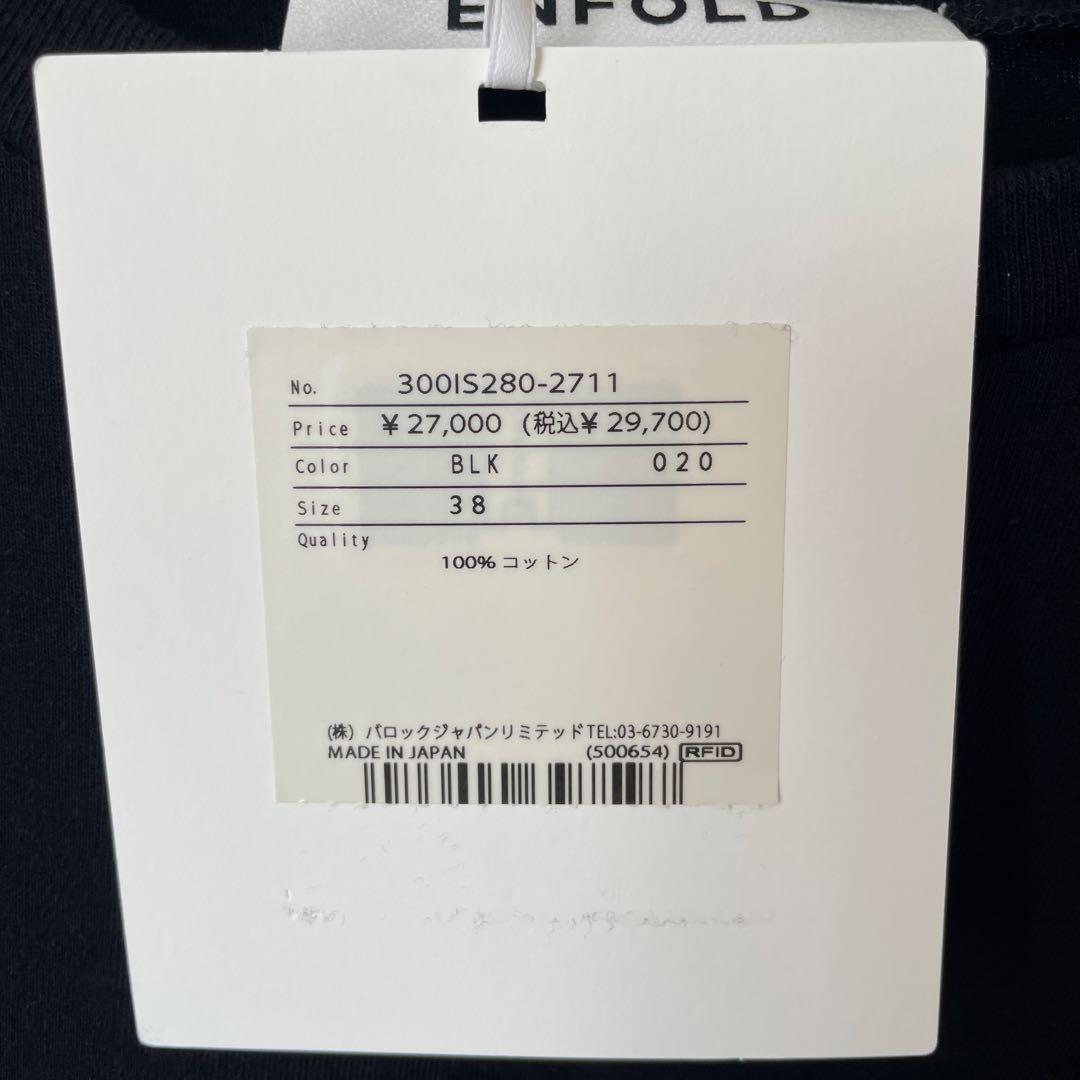 ENFOLD
No. 300IS280-2711
Price ¥ 27,000 (税込¥ 29,700)
Color BLK 020
Size 38
Quality
100% コットン
(株) バロックジャパンリミテッド TEL:03-6730-9191
MADE IN JAPAN (500654) RFID